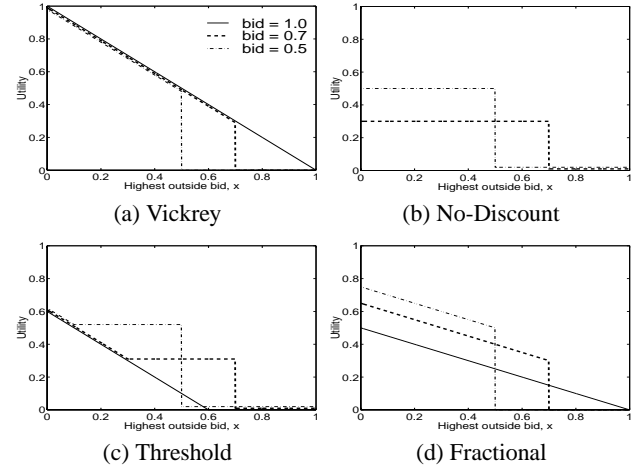 1
0.8
0.6
0.4
0.2
0
Utility
bid = 1.0
bid = 0.7
bid = 0.5
0 0.2 0.4 0.6 0.8 1
Highest outside bid, x
(a) Vickrey
1
0.8
0.6
0.4
0.2
0
Utility
0 0.2 0.4 0.6 0.8 1
Highest outside bid, x
(b) No-Discount
1
0.8
0.6
0.4
0.2
0
Utility
0 0.2 0.4 0.6 0.8 1
Highest outside bid, x
(c) Threshold
1
0.8
0.6
0.4
0.2
0
Utility
0 0.2 0.4 0.6 0.8 1
Highest outside bid, x
(d) Fractional